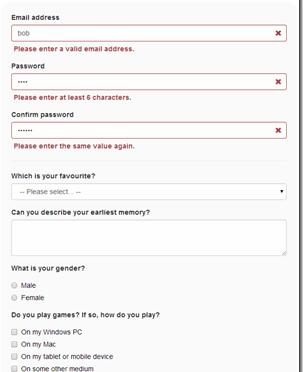 Email address
bob
Please enter a valid email address.
Password
••••
Please enter at least 6 characters.
Confirm password
••••••
Please enter the same value again.
Which is your favourite?
-- Please select... --
Can you describe your earliest memory?
What is your gender?
Male
Female
Do you play games? If so, how do you play?
On my Windows PC
On my Mac
On my tablet or mobile device
On some other medium